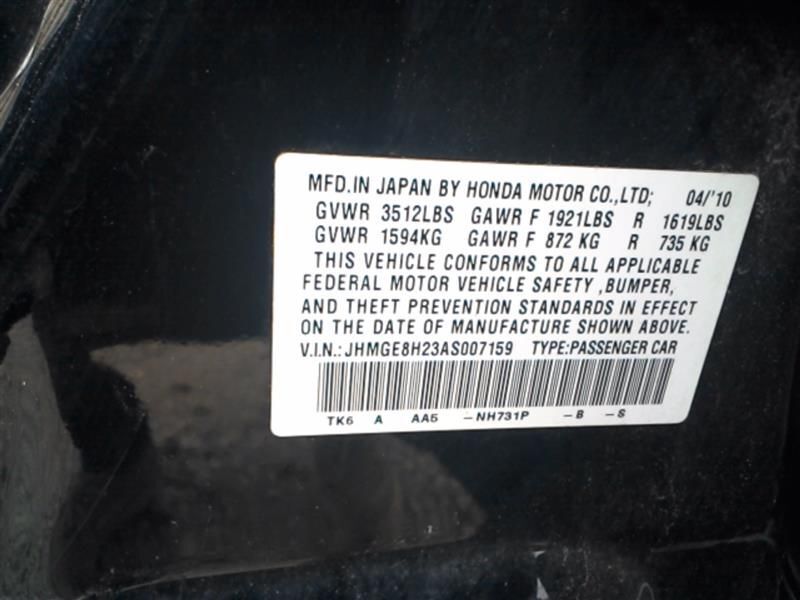 MFD.IN JAPAN BY HONDA MOTOR CO.,LTD; 04/'10
GVWR 3512LBS GAWR F 1921LBS R 1619LBS
GVWR 1594KG GAWR F 872 KG R 735 KG
THIS VEHICLE CONFORMS TO ALL APPLICABLE
FEDERAL MOTOR VEHICLE SAFETY ,BUMPER,
AND THEFT PREVENTION STANDARDS IN EFFECT
ON THE DATE OF MANUFACTURE SHOWN ABOVE.
V.I.N.: JHMGE8H23AS007159 TYPE:PASSENGER CAR
TK6 A AA5 -NH731P -B -S